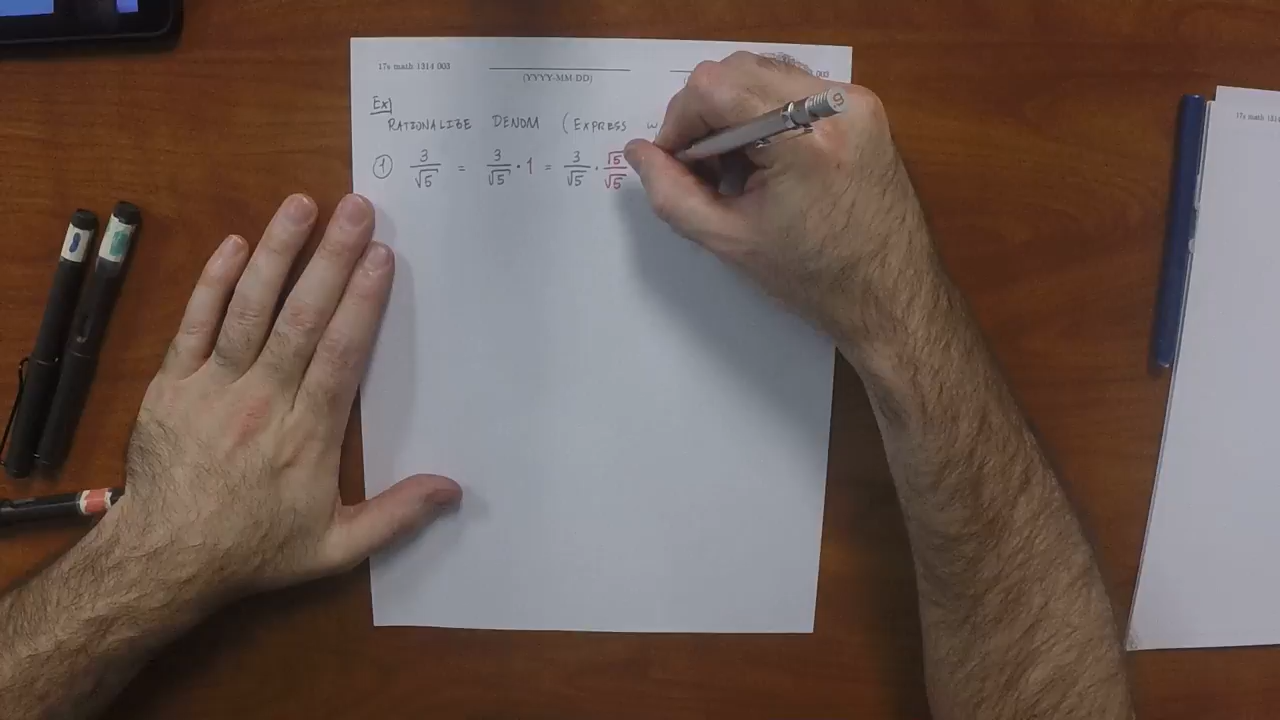 17s math 1314 003
003
(YYYY-MM-DD)
Ex)
RATIONALIZE DENOM (EXPRESS
① 3/√5 = 3/√5 · 1 = 3/√5 · √5/√5